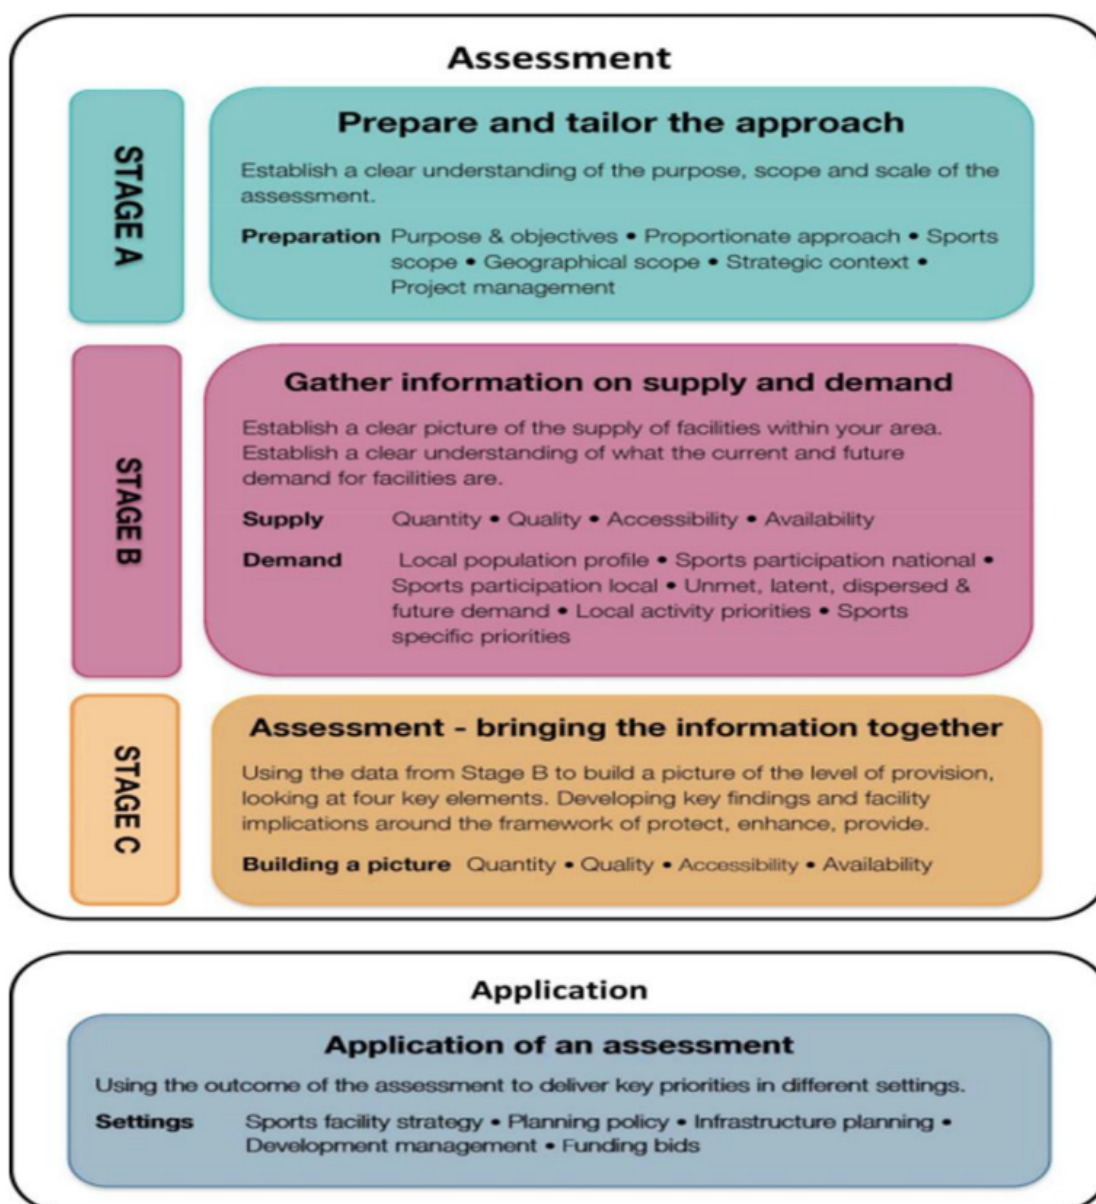 Assessment
STAGE A
Prepare and tailor the approach
Establish a clear understanding of the purpose, scope and scale of the
assessment.
Preparation Purpose & objectives • Proportionate approach • Sports
scope • Geographical scope • Strategic context •
Project management
STAGE B
Gather information on supply and demand
Establish a clear picture of the supply of facilities within your area.
Establish a clear understanding of what the current and future
demand for facilities are.
Supply Quantity • Quality • Accessibility • Availability
Demand Local population profile • Sports participation national •
Sports participation local • Unmet, latent, dispersed &
future demand • Local activity priorities • Sports
specific priorities
STAGE C
Assessment - bringing the information together
Using the data from Stage B to build a picture of the level of provision,
looking at four key elements. Developing key findings and facility
implications around the framework of protect, enhance, provide.
Building a picture Quantity • Quality • Accessibility • Availability
Application
Application of an assessment
Using the outcome of the assessment to deliver key priorities in different settings.
Settings Sports facility strategy • Planning policy • Infrastructure planning •
Development management • Funding bids